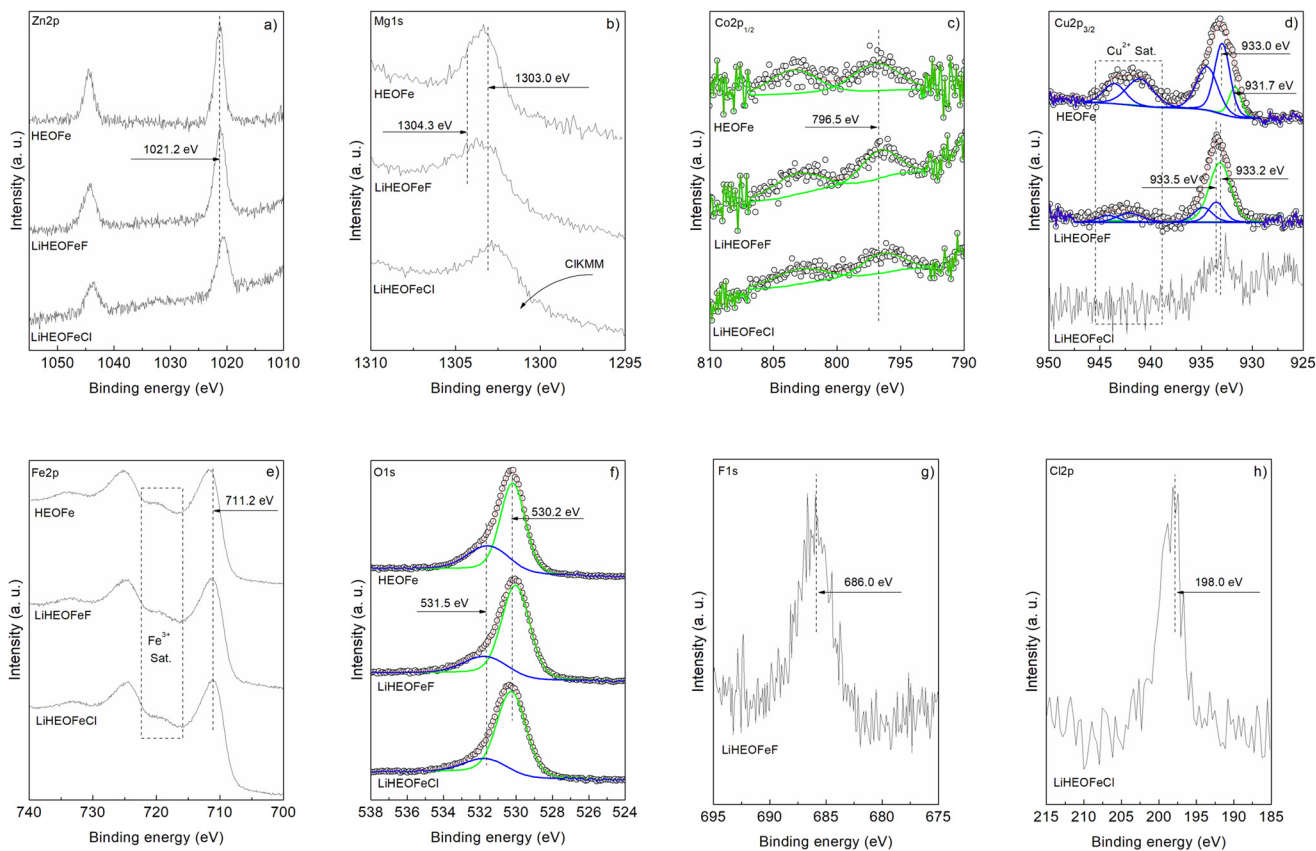 Zn2p
a)
HEOFe
1021.2 eV
LiHEOFeF
LiHEOFeCl
1050 1040 1030 1020 1010
Binding energy (eV)
Intensity (a. u.)
Mg1s
b)
1303.0 eV
HEOFe
1304.3 eV
LiHEOFeF
ClKMM
LiHEOFeCl
1310 1305 1300 1295
Binding energy (eV)
Intensity (a. u.)
Co2p1/2
c)
HEOFe
796.5 eV
LiHEOFeF
LiHEOFeCl
810 805 800 795 790
Binding energy (eV)
Intensity (a. u.)
Cu2p3/2
d)
Cu2+ Sat.
933.0 eV
931.7 eV
HEOFe
933.5 eV
933.2 eV
LiHEOFeF
LiHEOFeCl
950 945 940 935 930 925
Binding energy (eV)
Intensity (a. u.)
Fe2p
e)
711.2 eV
HEOFe
LiHEOFeF
Fe3+
Sat.
LiHEOFeCl
740 730 720 710 700
Binding energy (eV)
Intensity (a. u.)
O1s
f)
530.2 eV
HEOFe
531.5 eV
LiHEOFeF
LiHEOFeCl
538 536 534 532 530 528 526 524
Binding energy (eV)
Intensity (a. u.)
F1s
g)
686.0 eV
LiHEOFeF
695 690 685 680 675
Binding energy (eV)
Intensity (a. u.)
Cl2p
h)
198.0 eV
LiHEOFeCl
215 210 205 200 195 190 185
Binding energy (eV)
Intensity (a. u.)